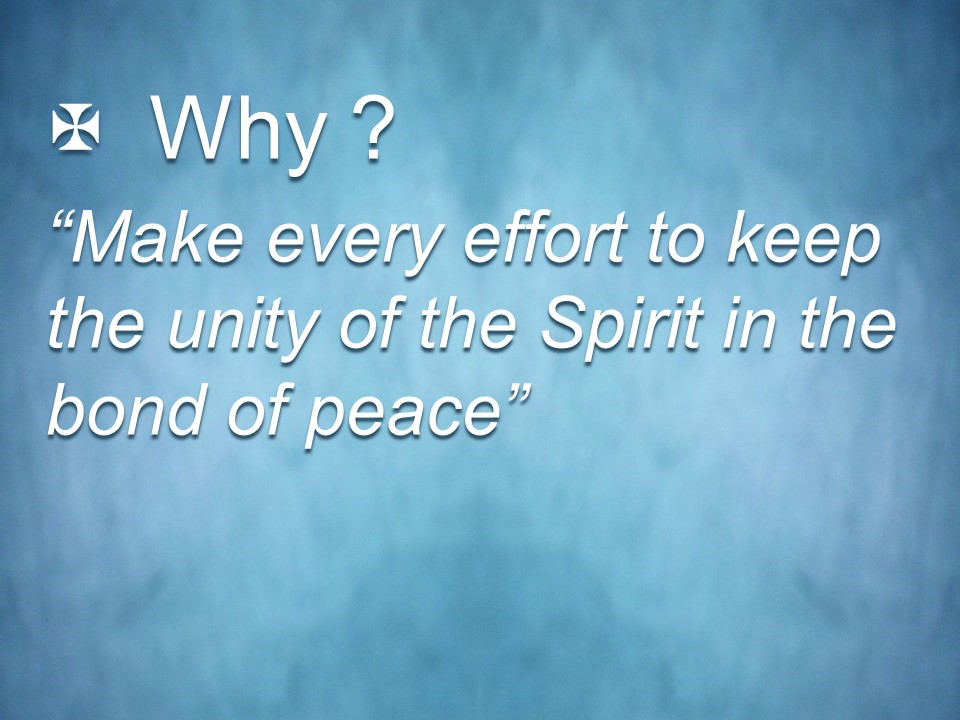 ✠ Why ?
“Make every effort to keep
the unity of the Spirit in the
bond of peace”